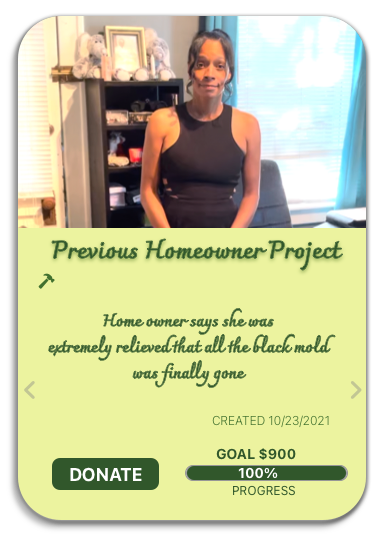 Previous Homeowner Project
Home owner says she was
extremely relieved that all the black mold
was finally gone
CREATED 10/23/2021
GOAL $900
DONATE
100%
PROGRESS